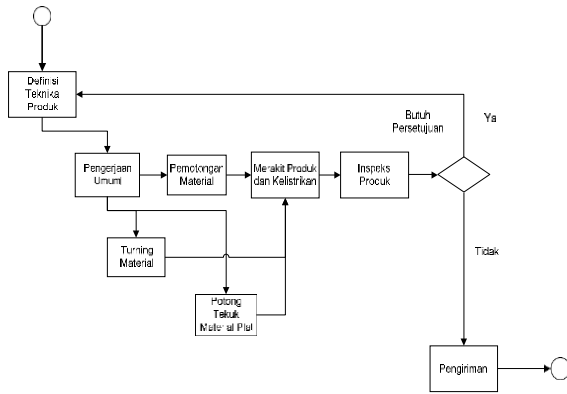 Definisi
Teknika
Produk
Butuh
Persetujuan
Ya
Pengerjaan
Umum
Pemotongan
Material
Merakit Produk
dan Kelistrikan
Inspeks
Produk
Turning
Material
Tidak
Potong
Tekuk
Material Plat
Pengiriman